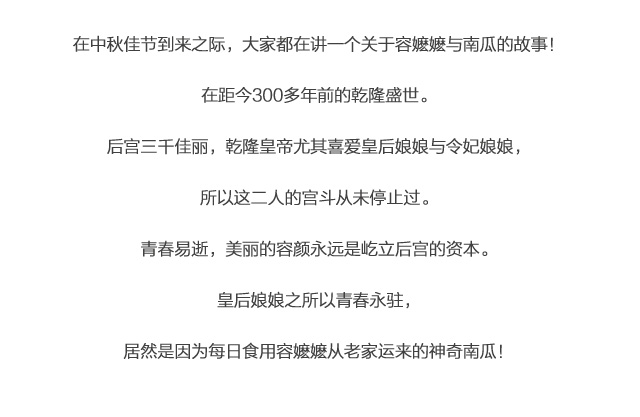 在中秋佳节到来之际，大家都在讲一个关于容嬷嬷与南瓜的故事！
在距今300多年前的乾隆盛世。
后宫三千佳丽，乾隆皇帝尤其喜爱皇后娘娘与令妃娘娘，
所以这二人的宫斗从未停止过。
青春易逝，美丽的容颜永远是屹立后宫的资本。
皇后娘娘之所以青春永驻，
居然是因为每日食用容嬷嬷从老家运来的神奇南瓜！